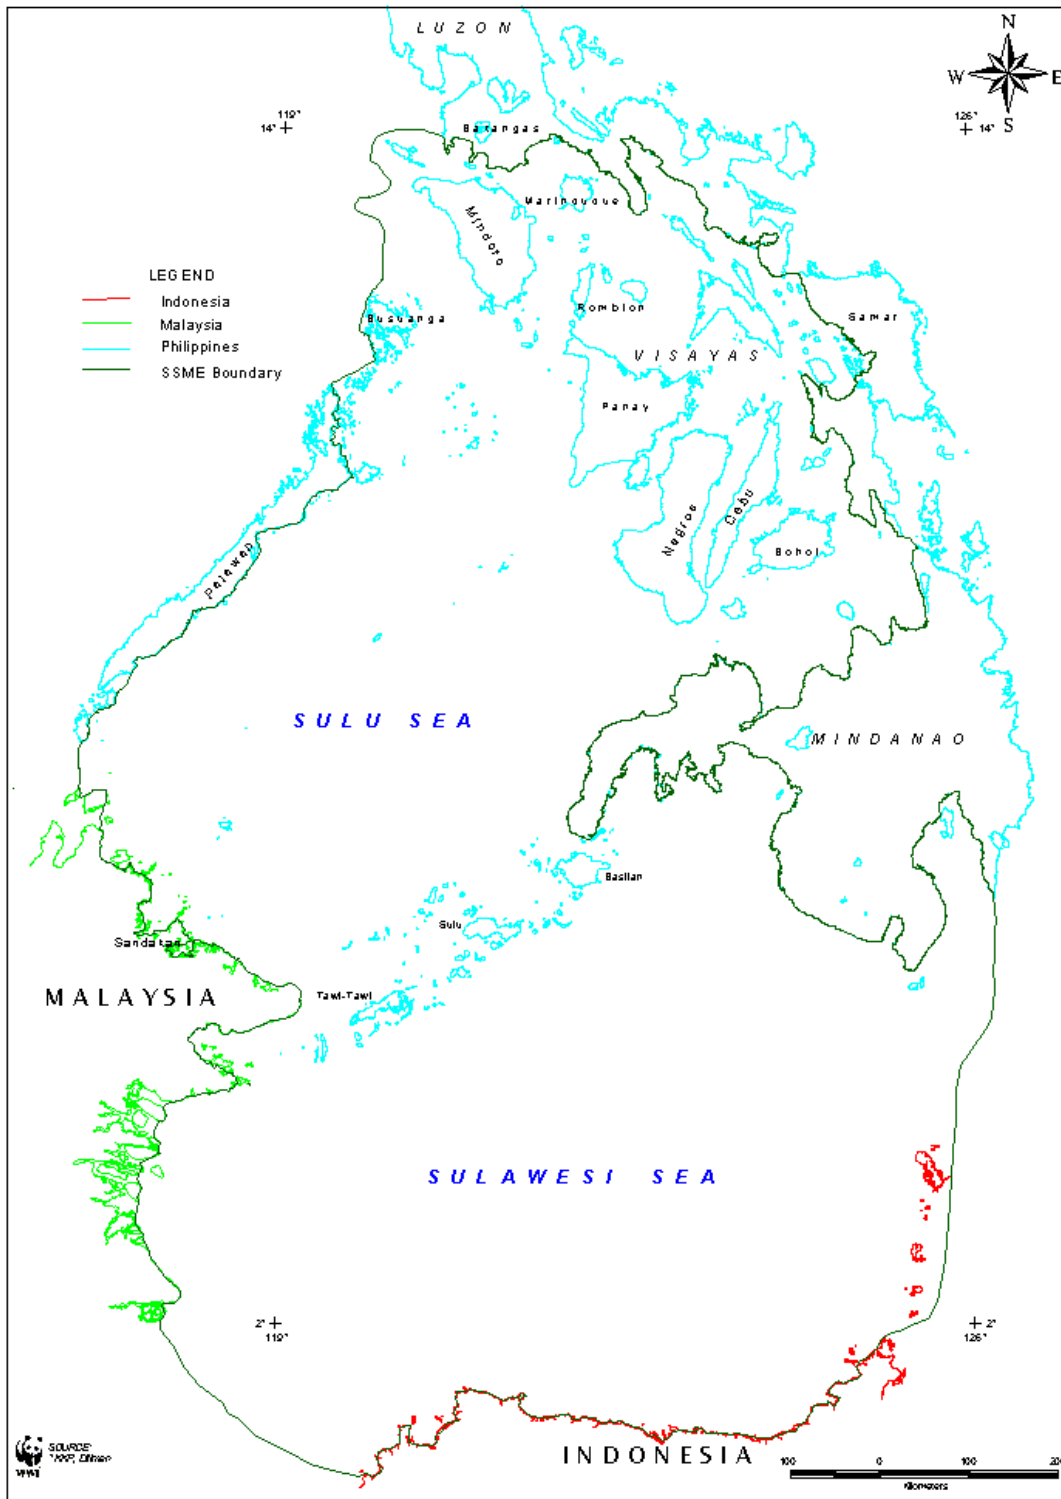 LUZON
N
W E
S
119°
14°
126°
14°
Batangas
Marinduque
Mindoro
LEGEND
Indonesia
Malaysia
Philippines
SSME Boundary
Busuanga
Romblon
Samar
VISAYAS
Panay
Negros
Cebu
Bohol
Palawan
SULU SEA
MINDANAO
Basilan
Sulu
Sandakan
MALAYSIA
Tawi-Tawi
SULAWESI SEA
2°
119°
2°
126°
INDONESIA
WWF
SOURCE:
100 0 100 200
Kilometers